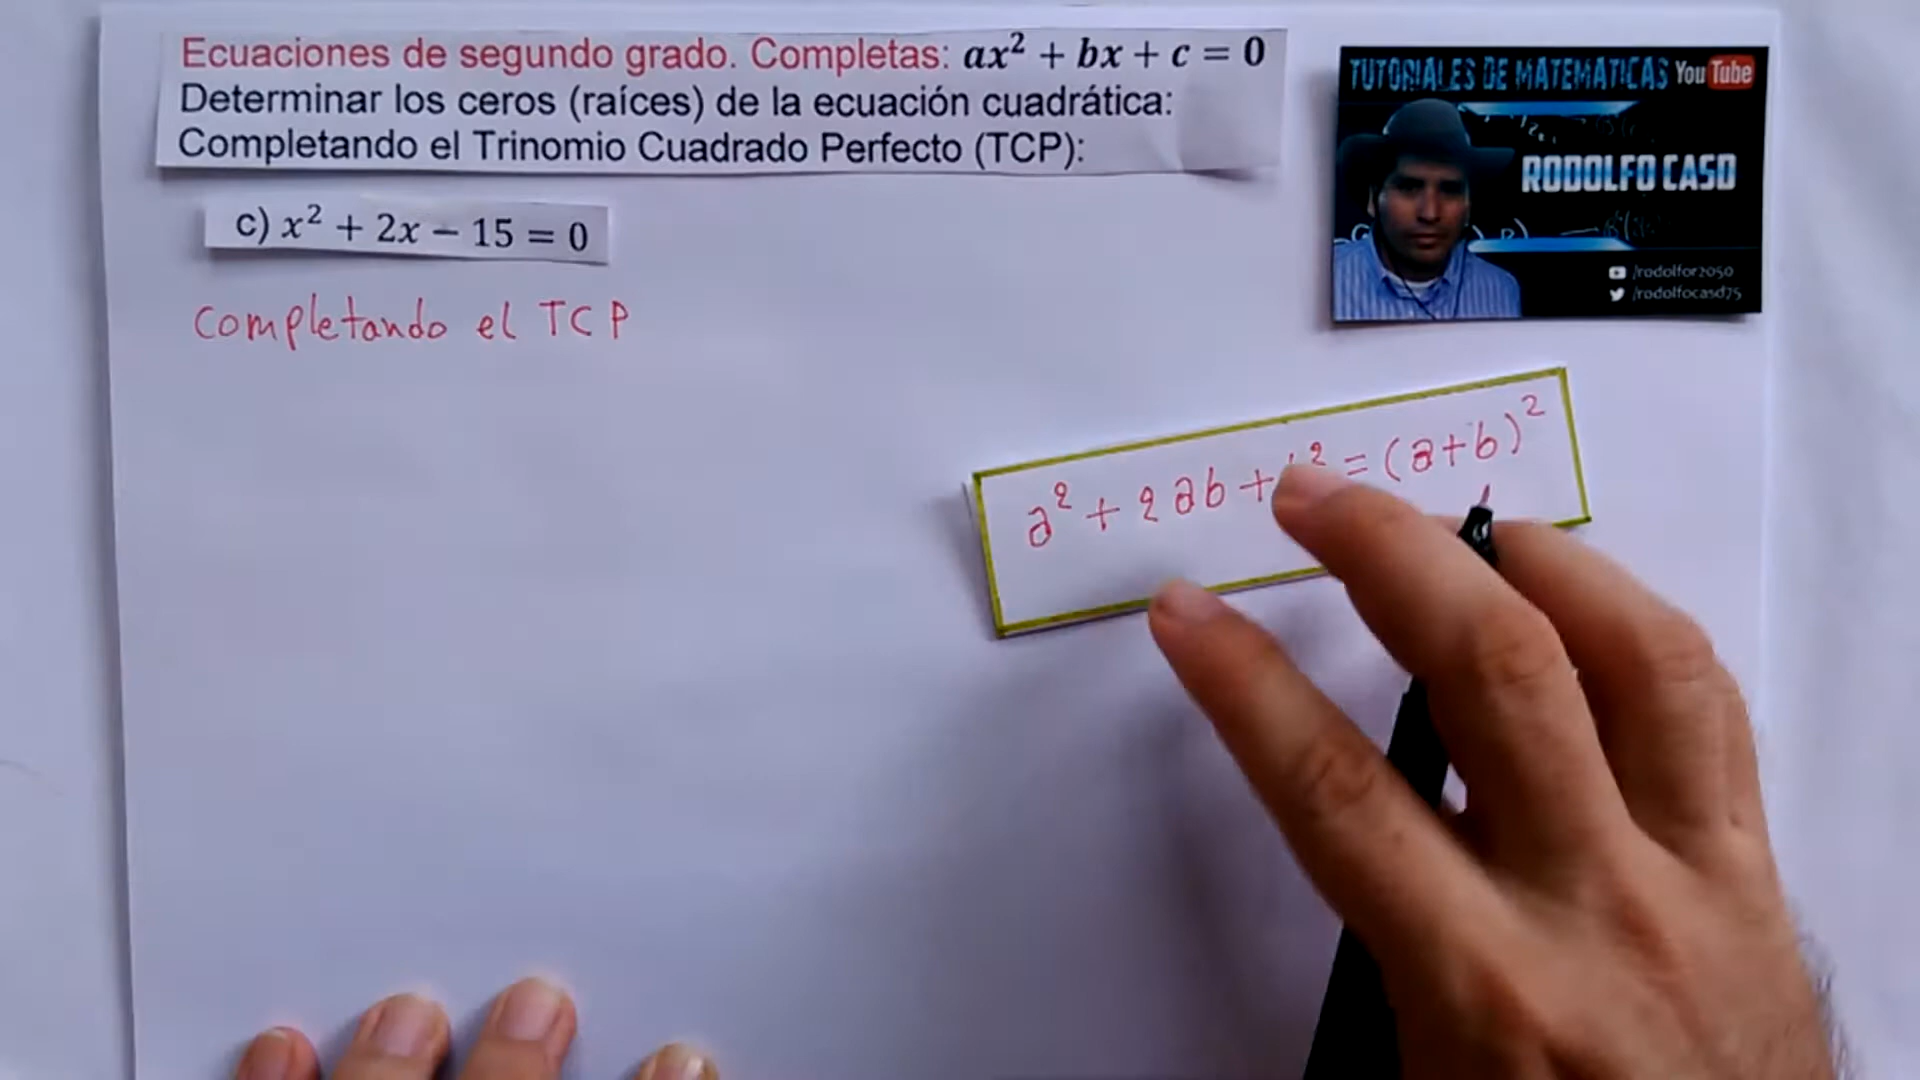 Ecuaciones de segundo grado. Completas: ax² + bx + c = 0
Determinar los ceros (raíces) de la ecuación cuadrática:
Completando el Trinomio Cuadrado Perfecto (TCP):
c) x² + 2x − 15 = 0
completando el TCP
TUTORIALES DE MATEMATICAS YouTube
RODOLFO CASO
/rodolfor2050
/rodolfocasd75
a² + 2ab + ² = (a+b)²